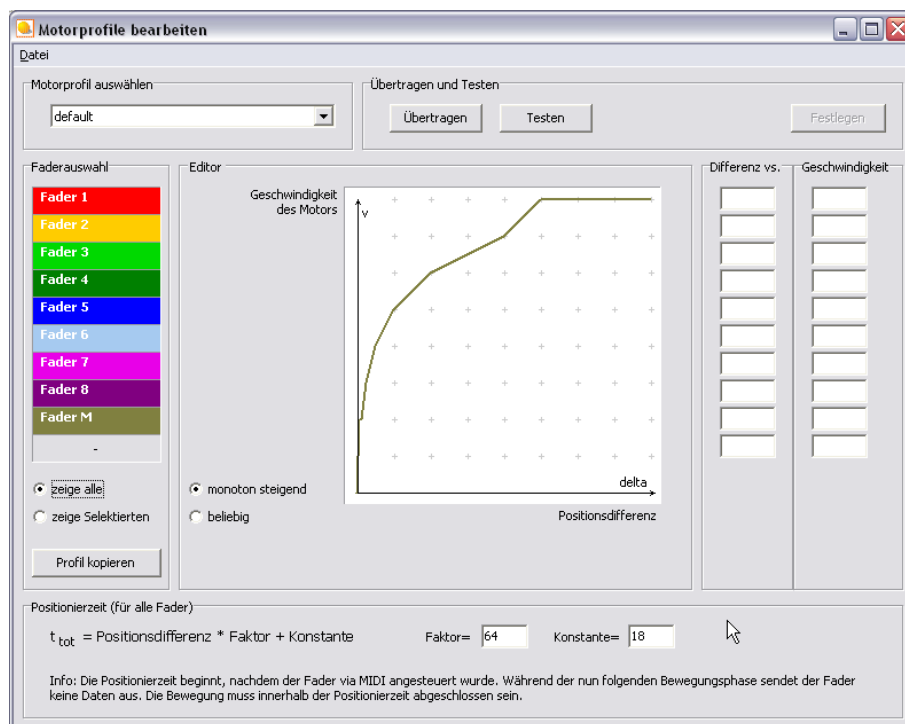 Motorprofile bearbeiten
Datei
Motorprofil auswählen
default
Übertragen und Testen
Übertragen
Testen
Festlegen
Faderauswahl
Fader 1
Fader 2
Fader 3
Fader 4
Fader 5
Fader 6
Fader 7
Fader 8
Fader M
-
zeige alle
zeige Selektierten
Profil kopieren
Editor
Geschwindigkeit
des Motors
v
delta
Positionsdifferenz
monoton steigend
beliebig
Differenz vs.
Geschwindigkeit
Positionierzeit (für alle Fader)
t tot = Positionsdifferenz * Faktor + Konstante
Faktor= 64
Konstante= 18
Info: Die Positionierzeit beginnt, nachdem der Fader via MIDI angesteuert wurde. Während der nun folgenden Bewegungsphase sendet der Fader
keine Daten aus. Die Bewegung muss innerhalb der Positionierzeit abgeschlossen sein.